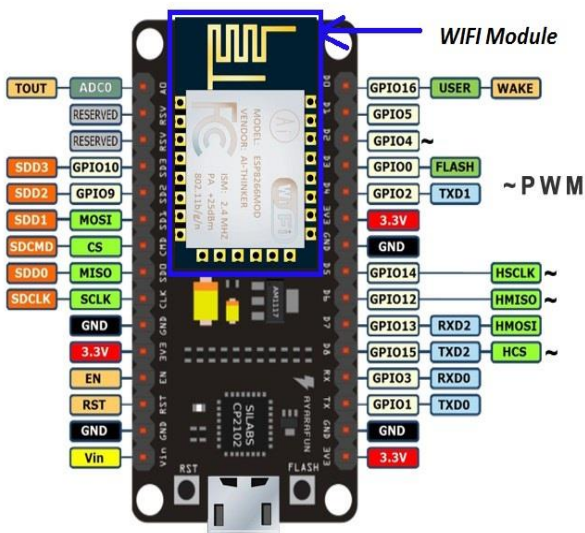 WIFI Module
TOUT ADC0 A0 D0 GPIO16 USER WAKE
RESERVED RSV D1 GPIO5
RESERVED RSV D2 GPIO4 ~
SDD3 GPIO10 SD3 D3 GPIO0 FLASH
SDD2 GPIO9 SD2 D4 GPIO2 TXD1
~PWM
SDD1 MOSI SD1 3V3 3.3V
SDCMD CS CMD GND GND
SDD0 MISO SD0 D5 GPIO14 HSCLK ~
SDCLK SCLK CLK D6 GPIO12 HMISO ~
GND GND D7 GPIO13 RXD2 HMOSI
3.3V 3V3 D8 GPIO15 TXD2 HCS ~
EN EN RX GPIO3 RXD0
RST RST TX GPIO1 TXD0
GND GND GND GND
Vin Vin 3V3 3.3V
Ai
WiFi
FC
MODEL: ESP8266MOD
VENDOR: AI-THINKER
ISM: 2.4 MHZ
PA +25dBm
802.11b/g/n
AM1117
SILABS
CP2102
AYARAFUN
RST
FLASH